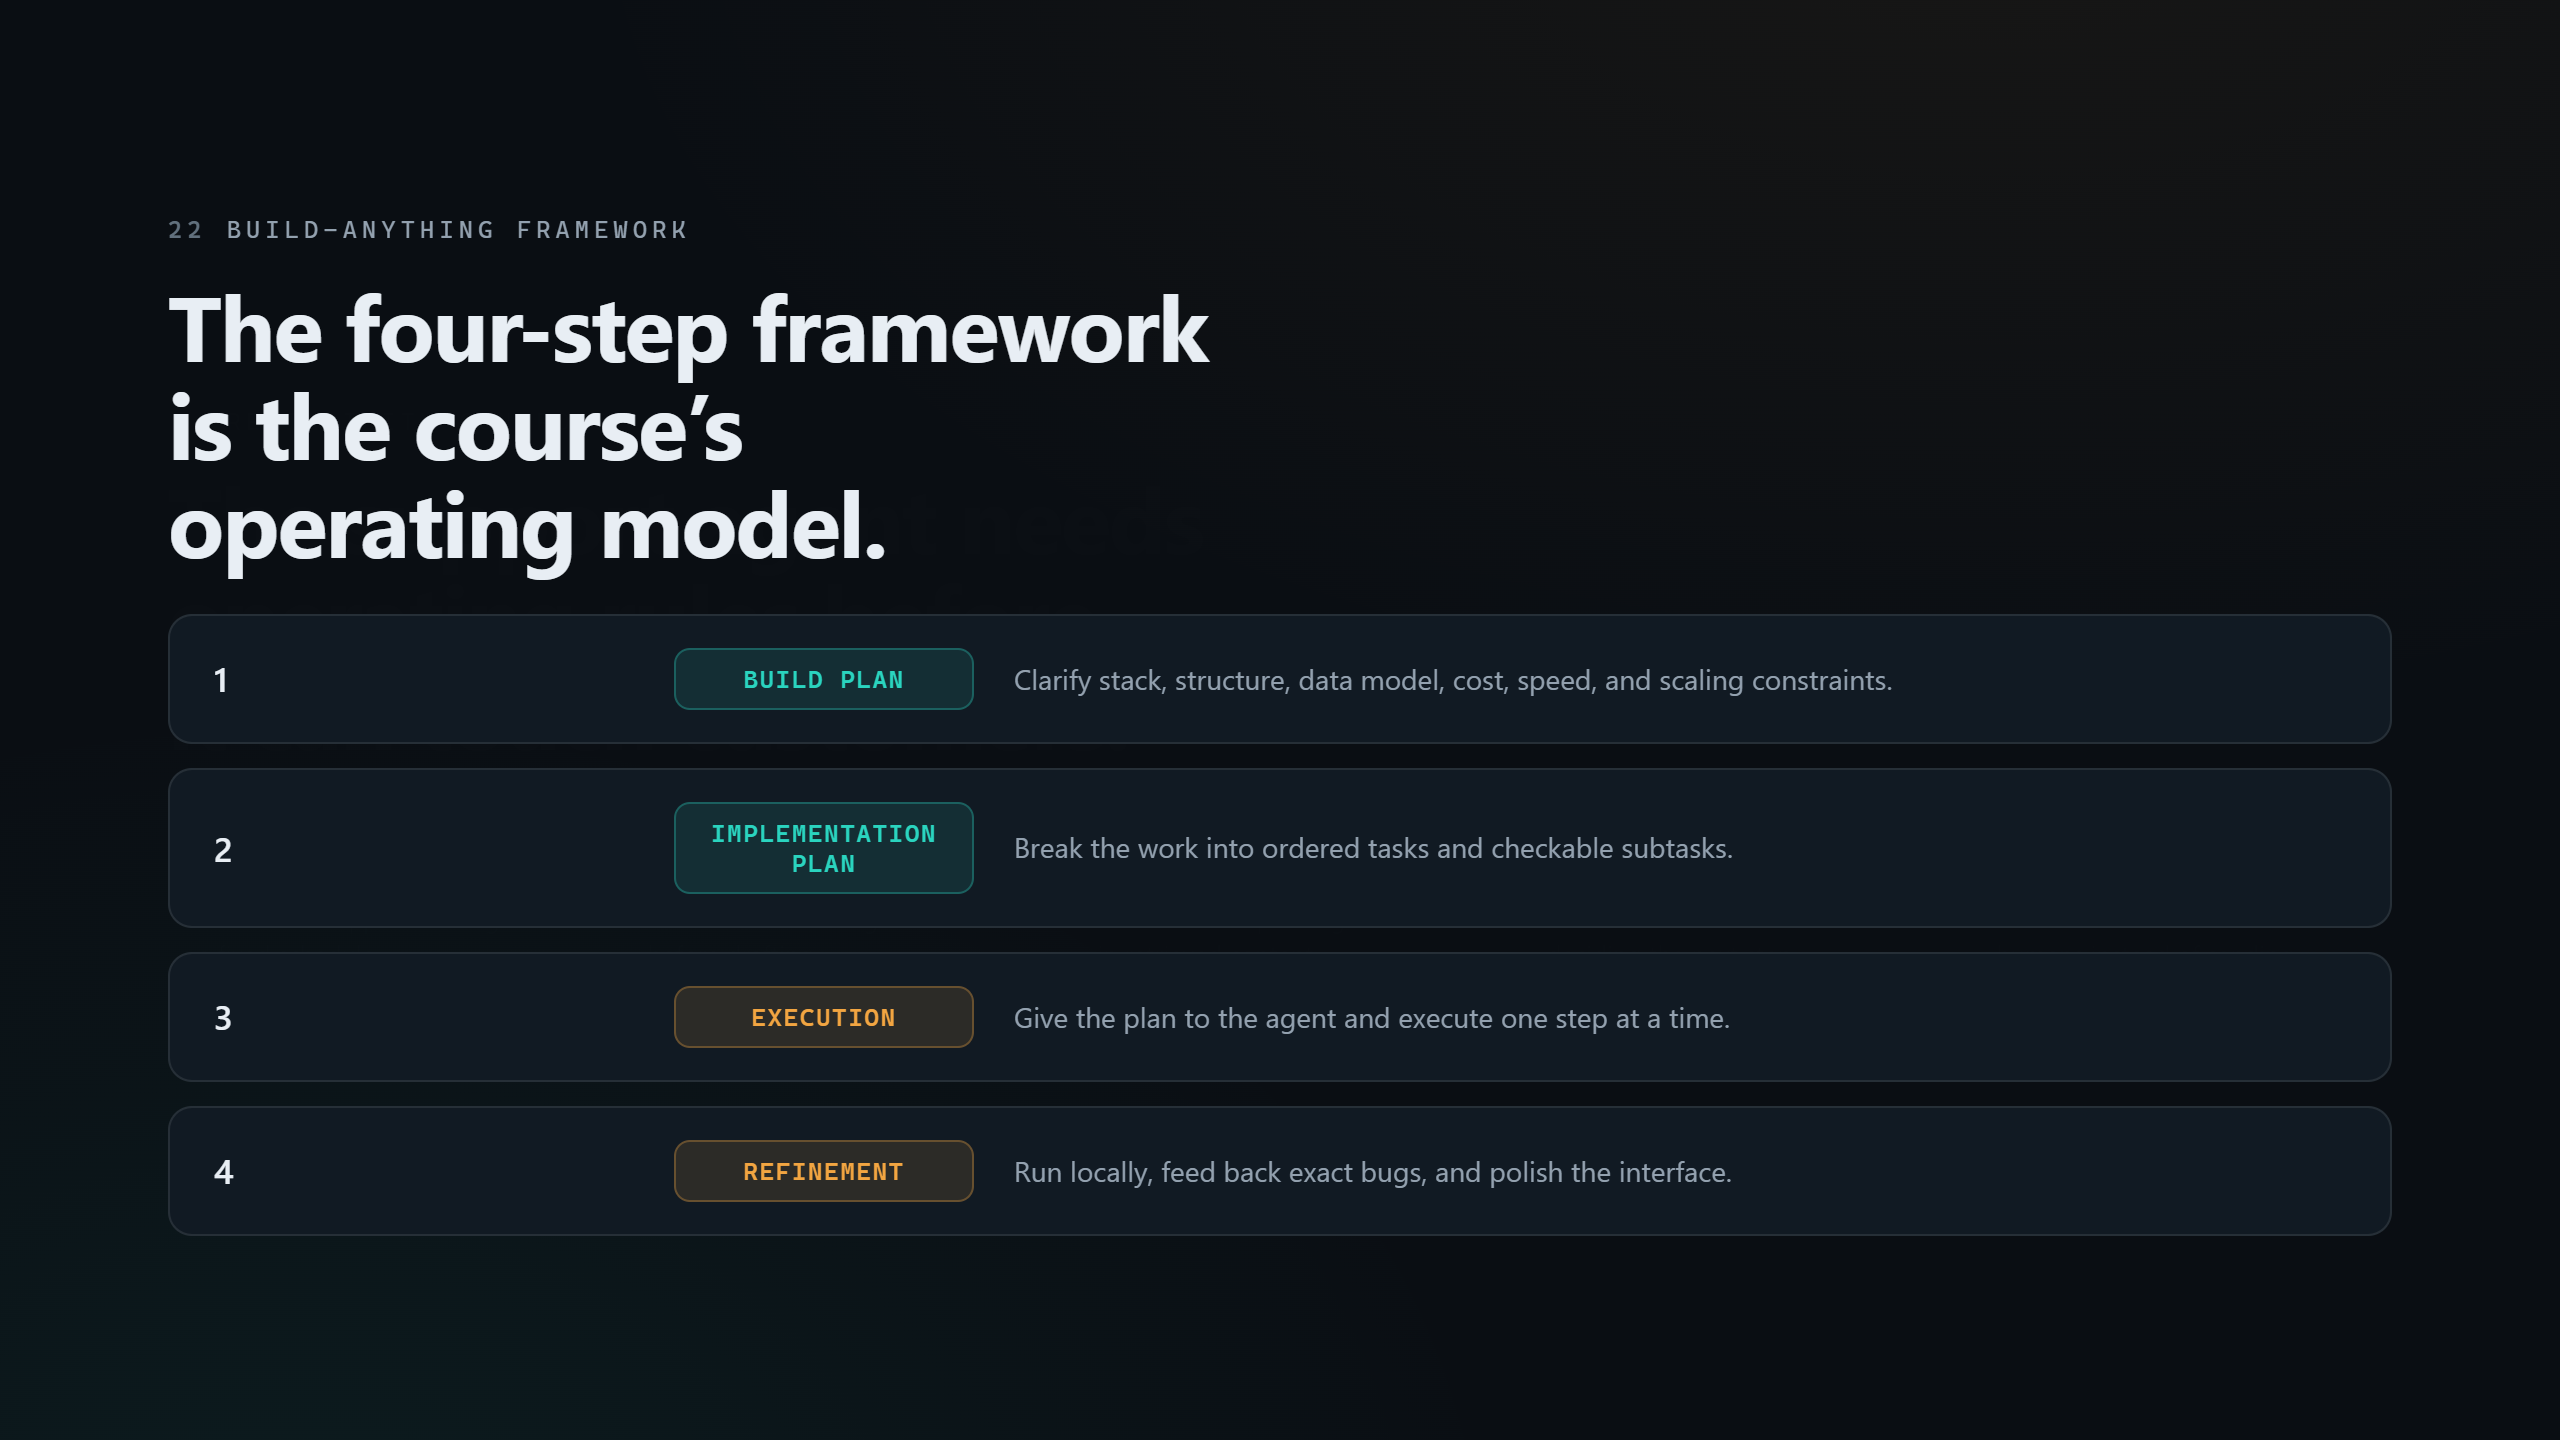 22 BUILD-ANYTHING FRAMEWORK
The four-step framework
is the course’s
operating model.
1
BUILD PLAN
Clarify stack, structure, data model, cost, speed, and scaling constraints.
2
IMPLEMENTATION
PLAN
Break the work into ordered tasks and checkable subtasks.
3
EXECUTION
Give the plan to the agent and execute one step at a time.
4
REFINEMENT
Run locally, feed back exact bugs, and polish the interface.